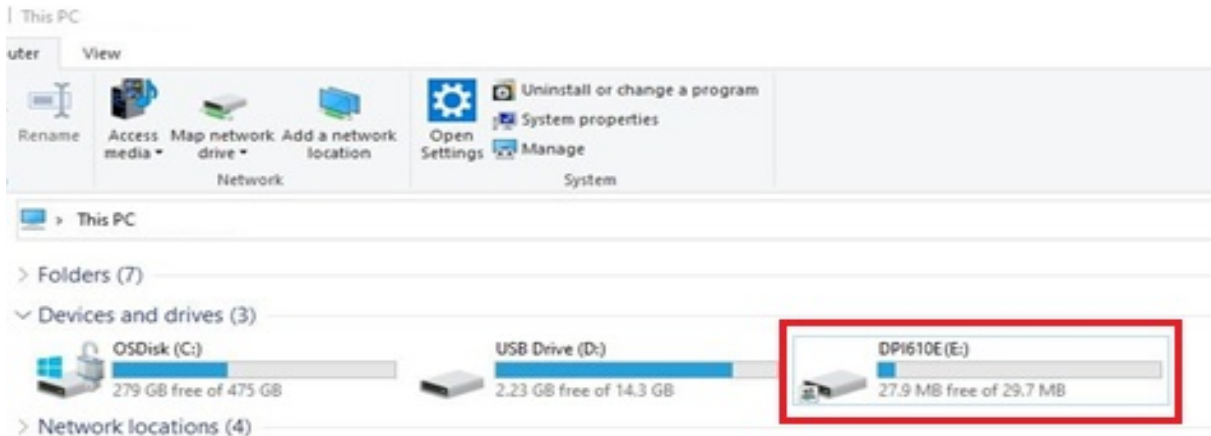 This PC
uter View
Rename
Access media
Map network drive
Add a network location
Open Settings
Uninstall or change a program
System properties
Manage
Network
System
> This PC
Folders (7)
Devices and drives (3)
OSDisk (C:)
279 GB free of 475 GB
USB Drive (D:)
2.23 GB free of 14.3 GB
DPI610E (E:)
27.9 MB free of 29.7 MB
Network locations (4)